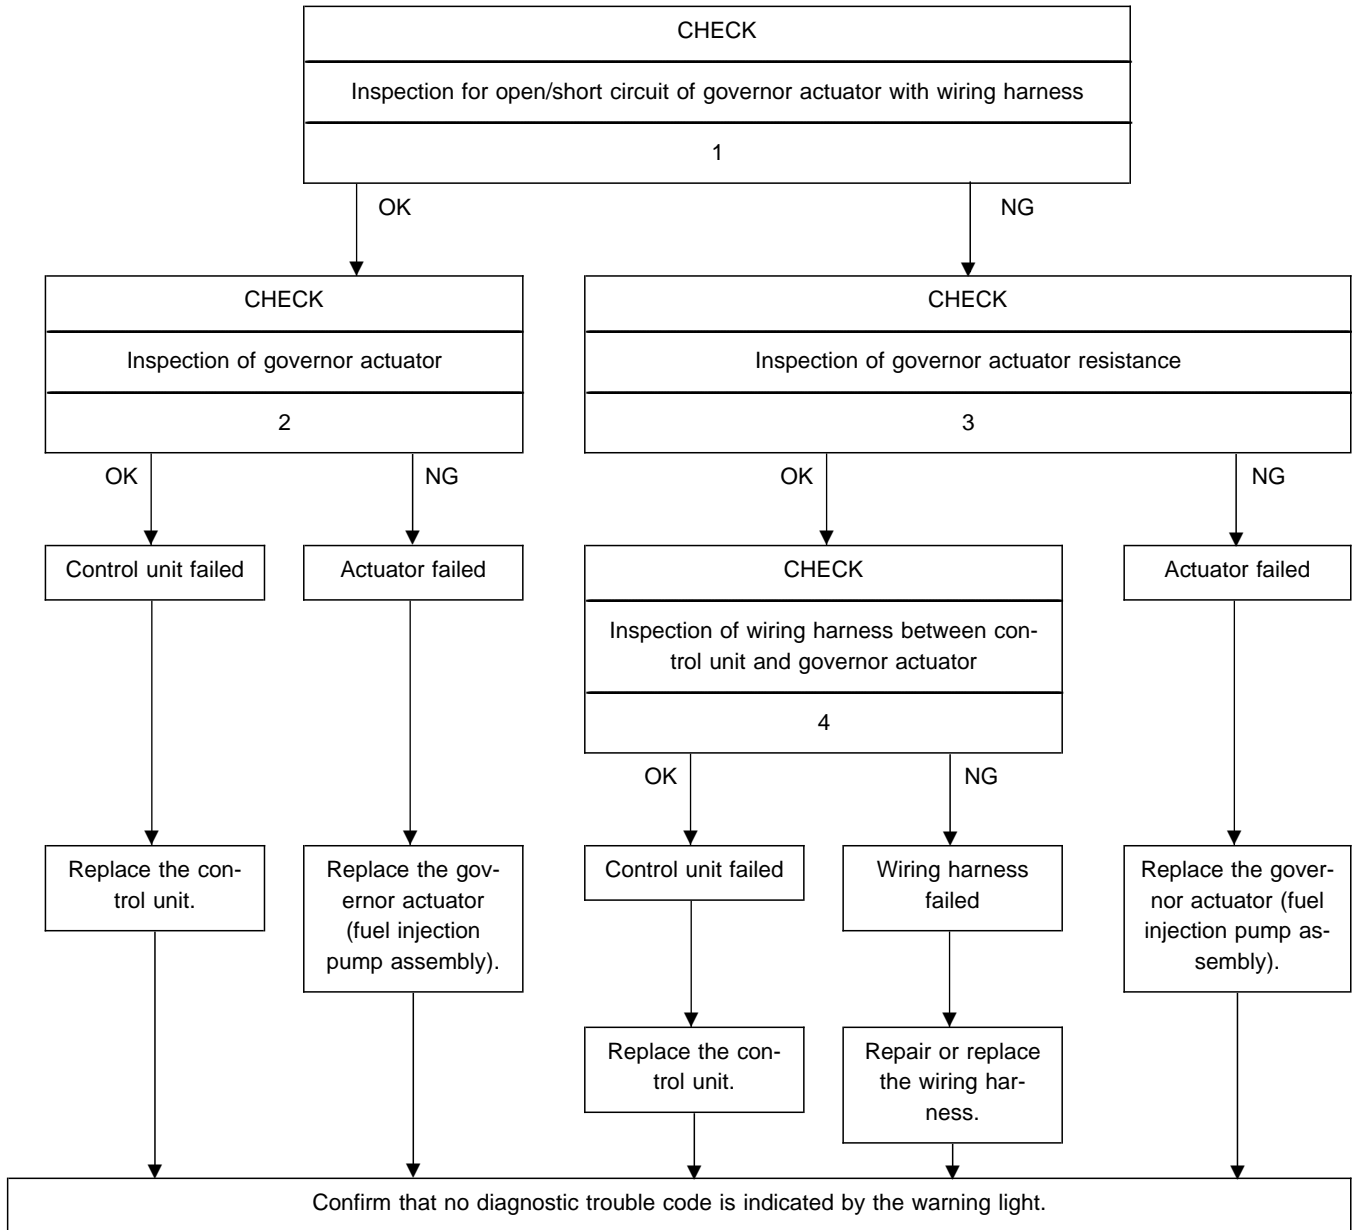 CHECK
Inspection for open/short circuit of governor actuator with wiring harness
1
OK
NG
CHECK
Inspection of governor actuator
2
CHECK
Inspection of governor actuator resistance
3
OK
NG
OK
NG
Control unit failed
Actuator failed
CHECK
Inspection of wiring harness between con-
trol unit and governor actuator
4
Actuator failed
OK
NG
Replace the con-
trol unit.
Replace the gov-
ernor actuator
(fuel injection
pump assembly).
Control unit failed
Wiring harness
failed
Replace the gover-
nor actuator (fuel
injection pump as-
sembly).
Replace the con-
trol unit.
Repair or replace
the wiring har-
ness.
Confirm that no diagnostic trouble code is indicated by the warning light.